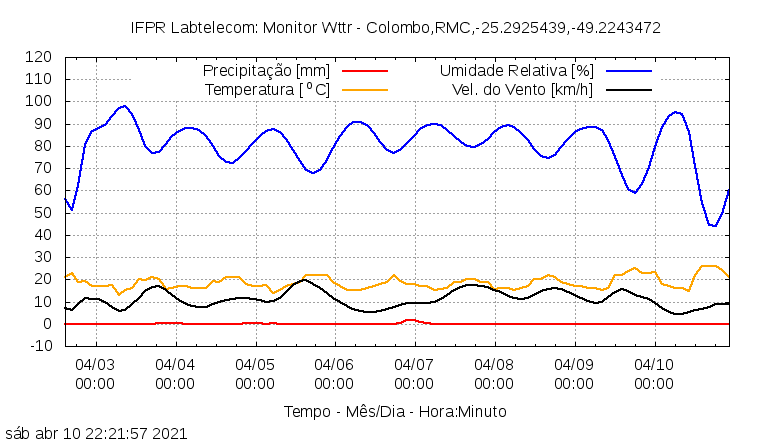 IFPR Labtelecom: Monitor Wttr - Colombo,RMC,-25.2925439,-49.2243472
120
110
100
90
80
70
60
50
40
30
20
10
0
-10
Precipitação [mm]
Temperatura [⁰C]
Umidade Relativa [%]
Vel. do Vento [km/h]
04/03 04/04 04/05 04/06 04/07 04/08 04/09 04/10
00:00 00:00 00:00 00:00 00:00 00:00 00:00 00:00
Tempo - Mês/Dia - Hora:Minuto
sáb abr 10 22:21:57 2021